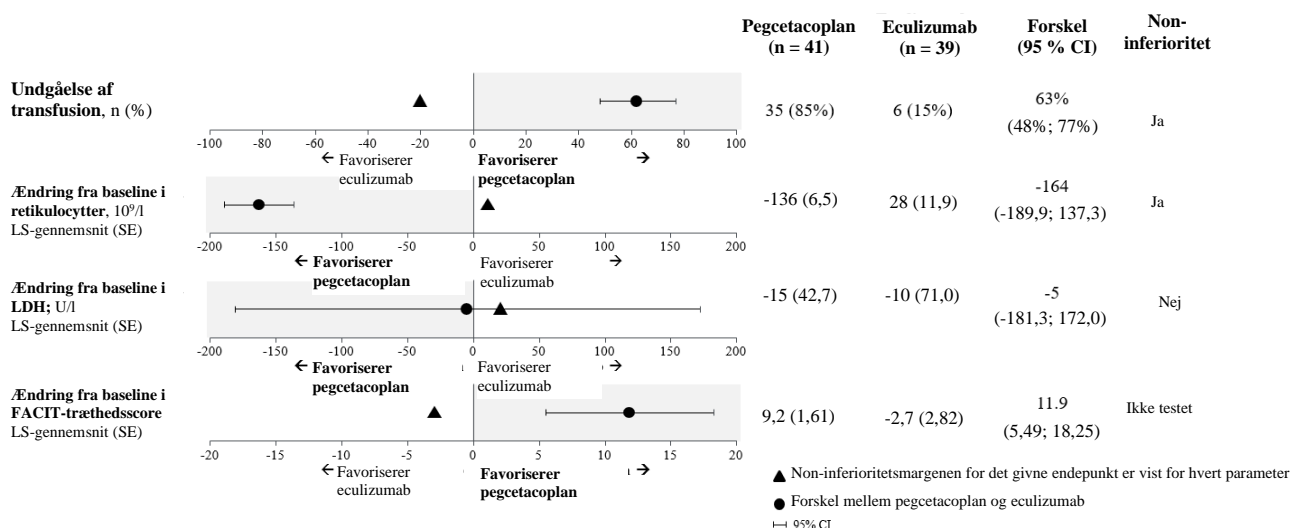 Pegcetacoplan Eculizumab Forskel Non-
(n = 41) (n = 39) (95 % CI) inferioritet
Undgåelse af
transfusion, n (%)
35 (85%) 6 (15%) 63%
(48%; 77%) Ja
-100 -80 -60 -40 -20 0 20 40 60 80 100
← Favoriserer eculizumab
Favoriserer → pegcetacoplan
Ændring fra baseline i
retikulocytter, 10⁹/l
LS-gennemsnit (SE)
-136 (6,5) 28 (11,9) -164
(-189,9; 137,3) Ja
-200 -150 -100 -50 0 50 100 150 200
← Favoriserer pegcetacoplan
Favoriserer → eculizumab
Ændring fra baseline i
LDH; U/l
LS-gennemsnit (SE)
-15 (42,7) -10 (71,0) -5
(-181,3; 172,0) Nej
-200 -150 -100 -50 0 50 100 150 200
← Favoriserer pegcetacoplan
Favoriserer → eculizumab
Ændring fra baseline i
FACIT-træthedsscore
LS-gennemsnit (SE)
9,2 (1,61) -2,7 (2,82) 11.9
(5,49; 18,25) Ikke testet
-20 -15 -10 -5 0 5 10 12 20
← Favoriserer eculizumab
Favoriserer → pegcetacoplan
▲ Non-inferioritetsmargenen for det givne endepunkt er vist for hvert parameter
● Forskel mellem pegcetacoplan og eculizumab
95% CI